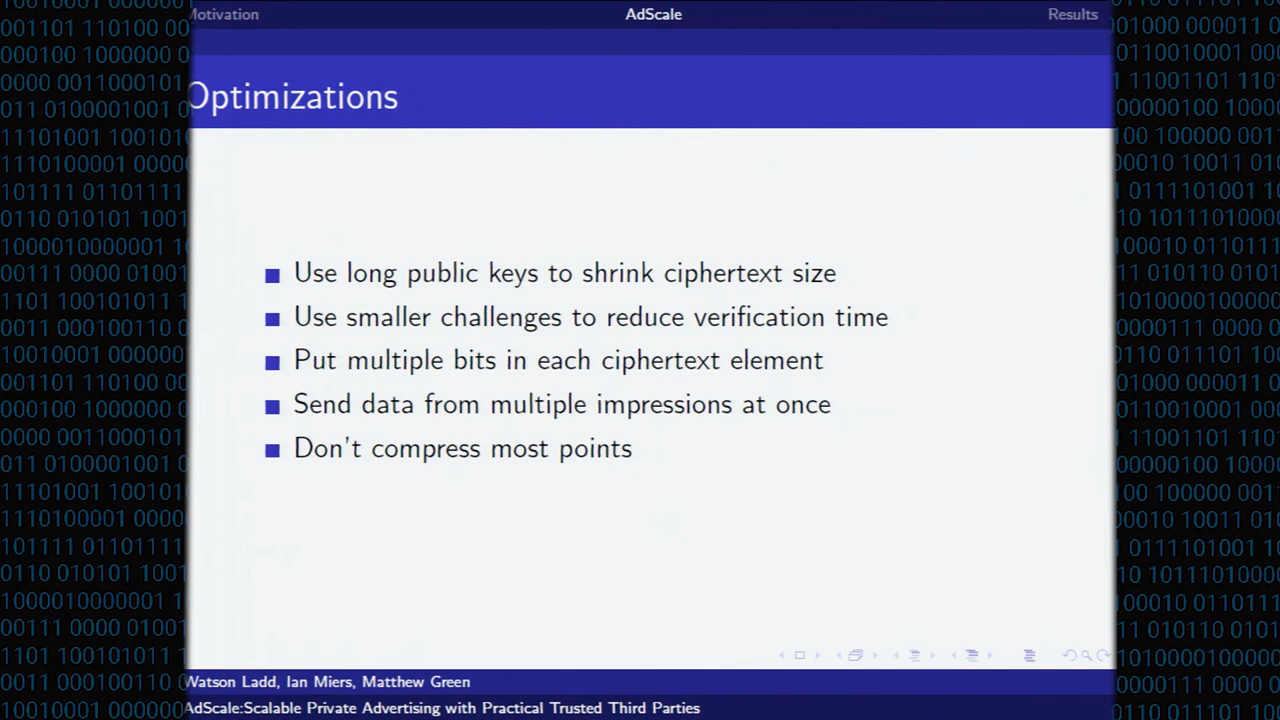 Motivation
AdScale
Results
Optimizations
Use long public keys to shrink ciphertext size
Use smaller challenges to reduce verification time
Put multiple bits in each ciphertext element
Send data from multiple impressions at once
Don't compress most points
Watson Ladd, Ian Miers, Matthew Green
AdScale:Scalable Private Advertising with Practical Trusted Third Parties